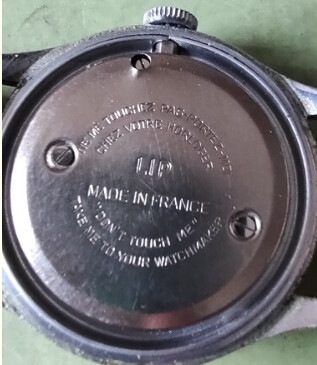 NE ME TOUCHEZ PAS-PORTEZ-MOI
CHEZ VOTRE HORLOGER
LIP
MADE IN FRANCE
"DON'T TOUCH ME"
TAKE ME TO YOUR WATCHMAKER